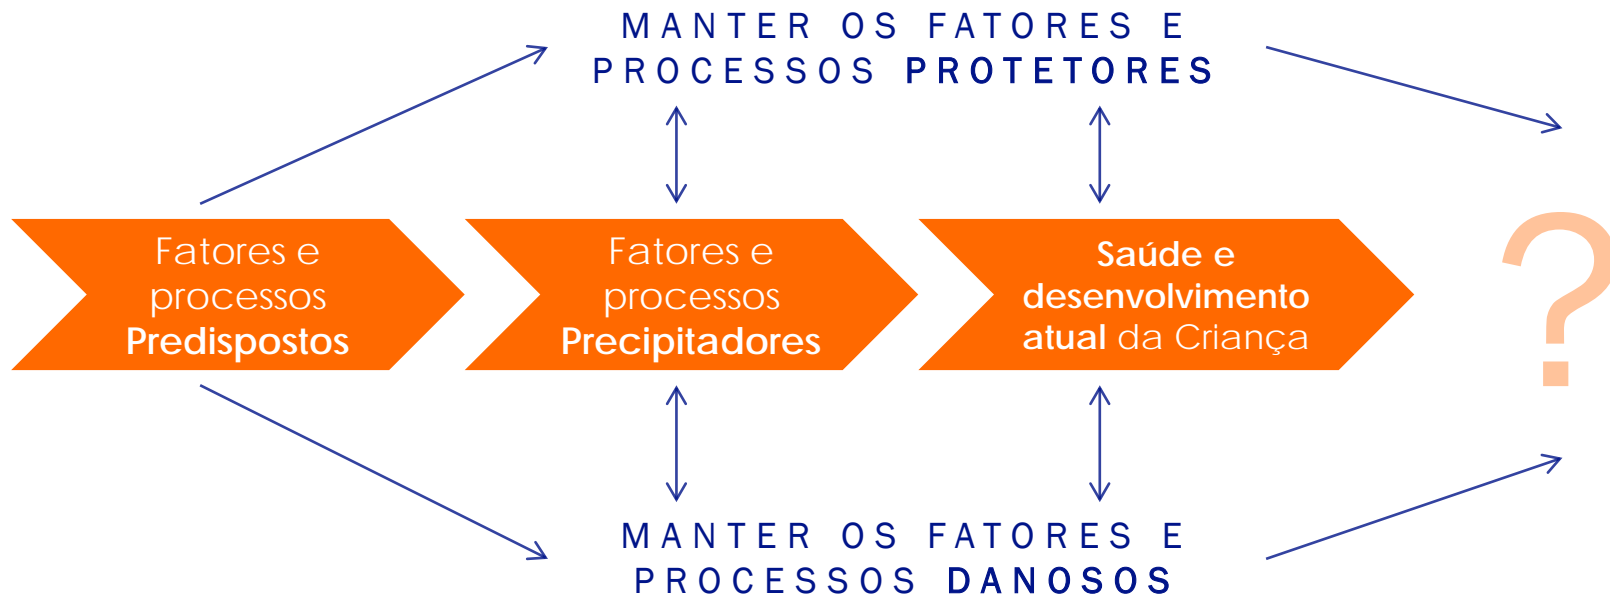 MANTER OS FATORES E
PROCESSOS PROTETORES
Fatores e
processos
Predispostos
Fatores e
processos
Precipitadores
Saúde e
desenvolvimento
atual da Criança
?
MANTER OS FATORES E
PROCESSOS DANOSOS